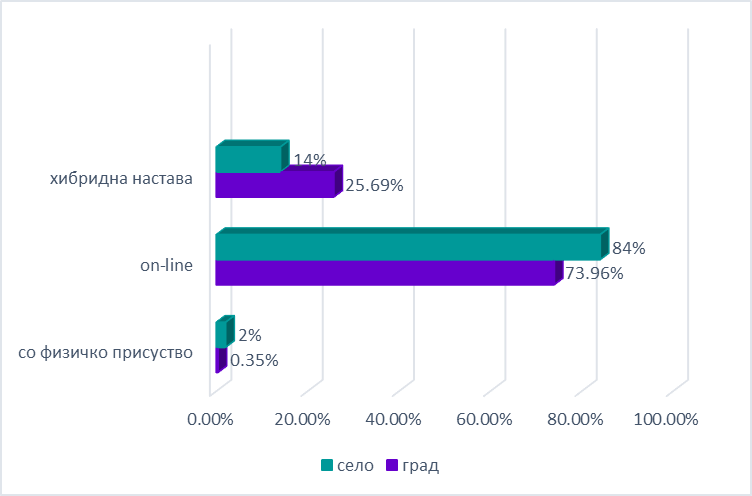 14%
хибридна настава
25.69%
84%
on-line
73.96%
2%
со физичко присуство
0.35%
0.00% 20.00% 40.00% 60.00% 80.00% 100.00%
село град